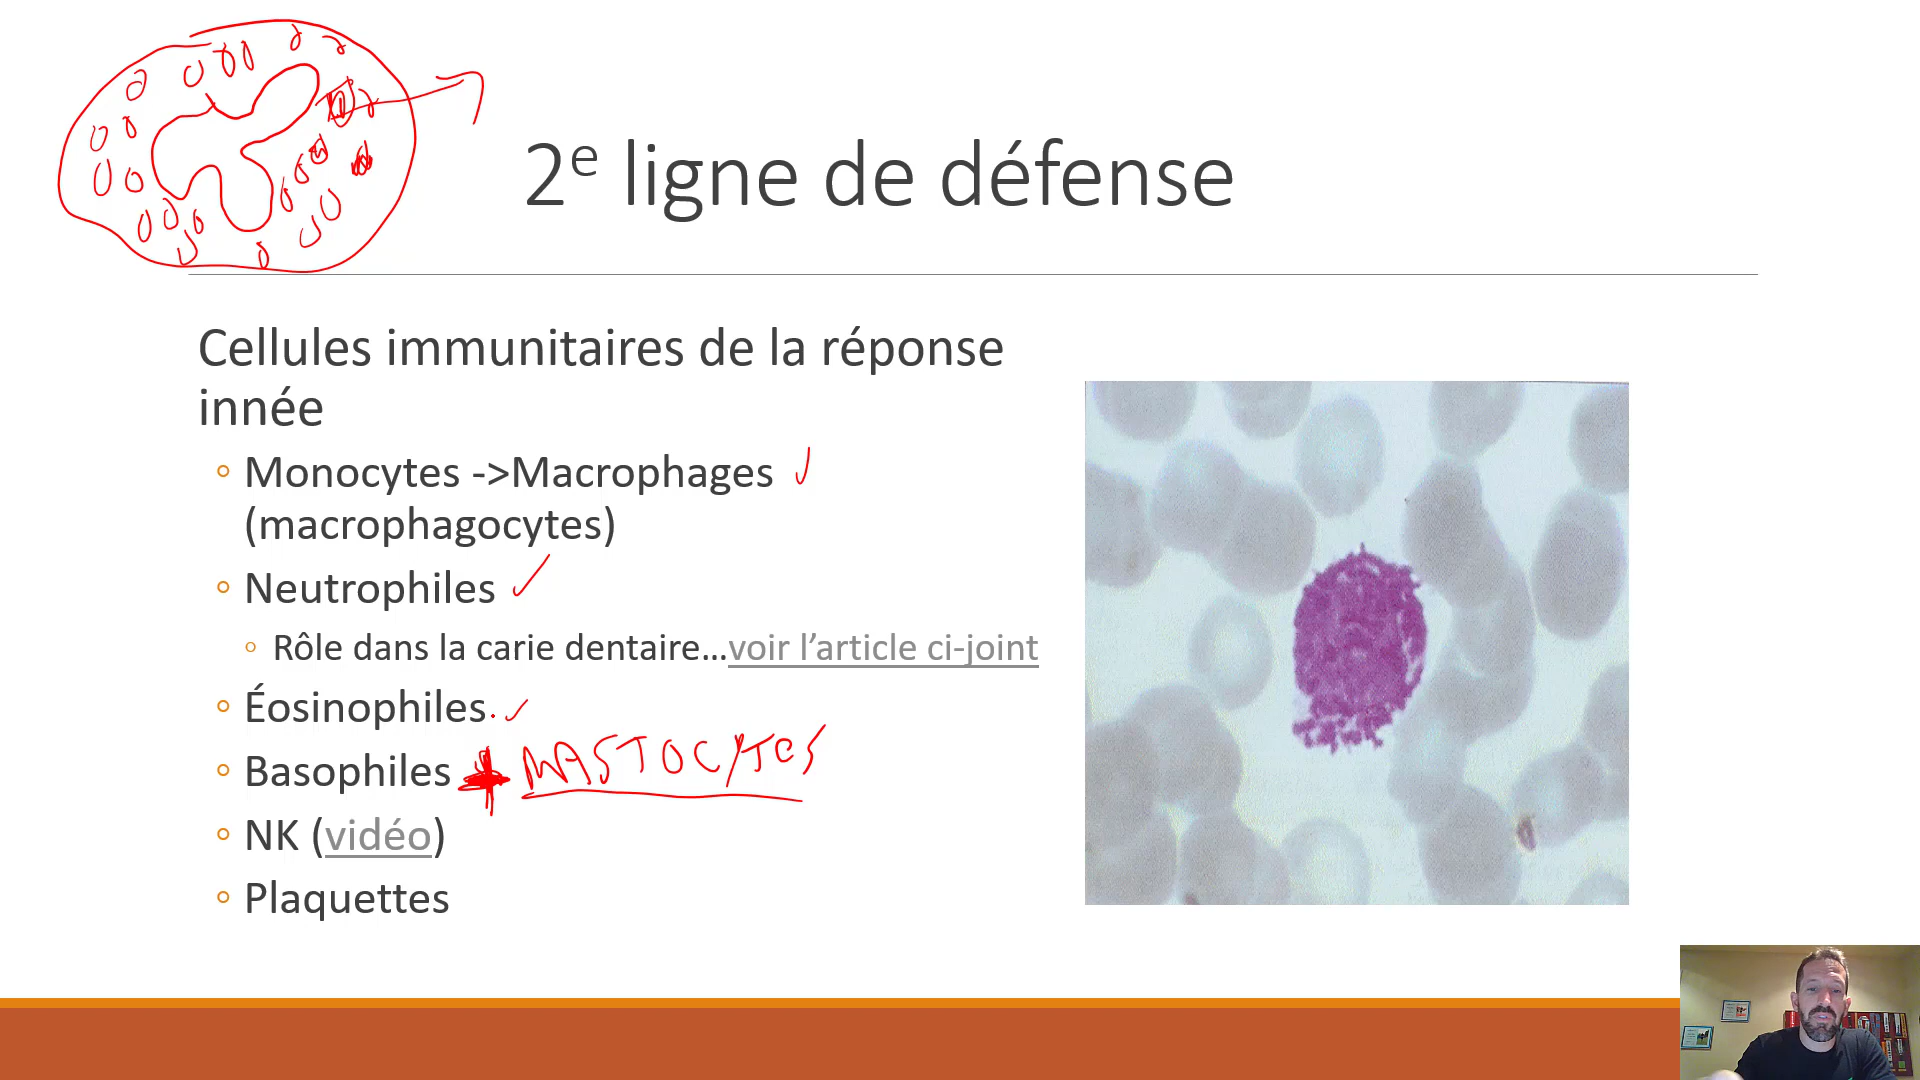 2e ligne de défense
Cellules immunitaires de la réponse
innée
Monocytes ->Macrophages
(macrophagocytes)
Neutrophiles
Rôle dans la carie dentaire…voir l’article ci-joint
Éosinophiles
Basophiles + MASTOCYTES
NK (vidéo)
Plaquettes